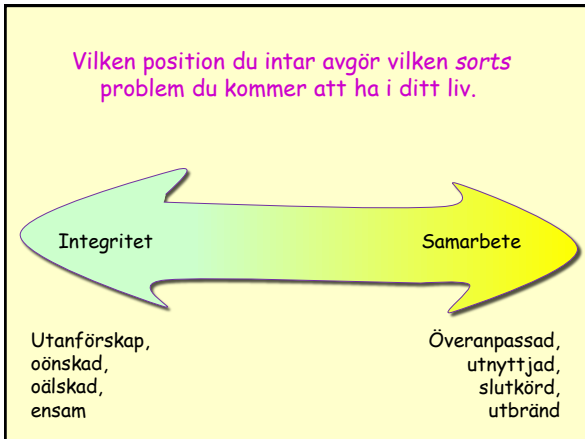 Vilken position du intar avgör vilken sorts
problem du kommer att ha i ditt liv.
Integritet
Samarbete
Utanförskap,
oönskad,
oälskad,
ensam
Överanpassad,
utnyttjad,
slutkörd,
utbränd